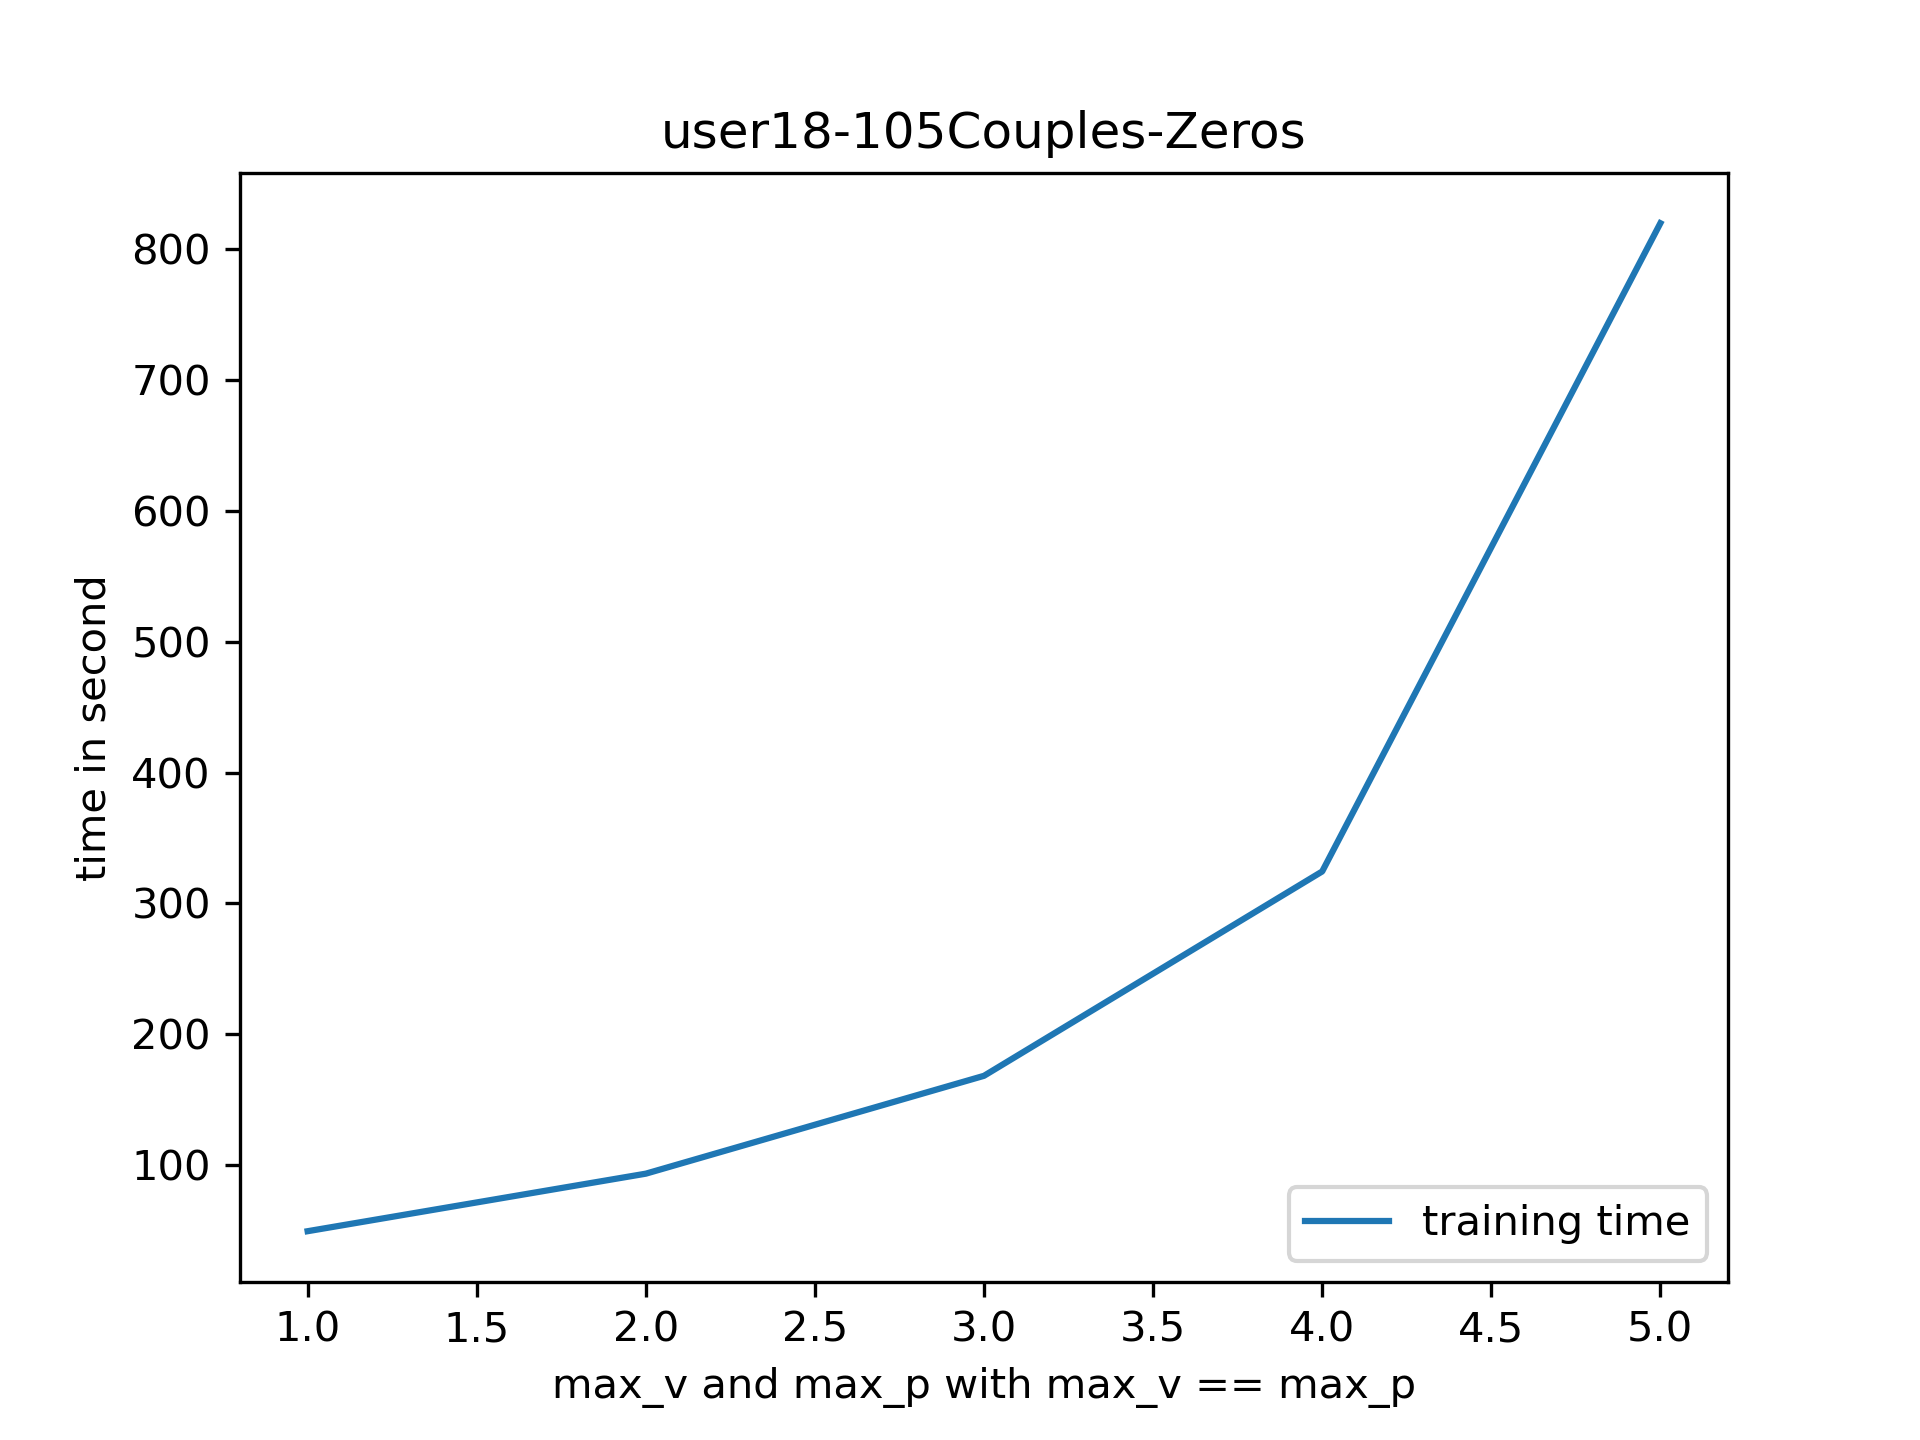 user18-105Couples-Zeros
time in second
800
700
600
500
400
300
200
100
training time
1.0 1.5 2.0 2.5 3.0 3.5 4.0 4.5 5.0
max_v and max_p with max_v == max_p